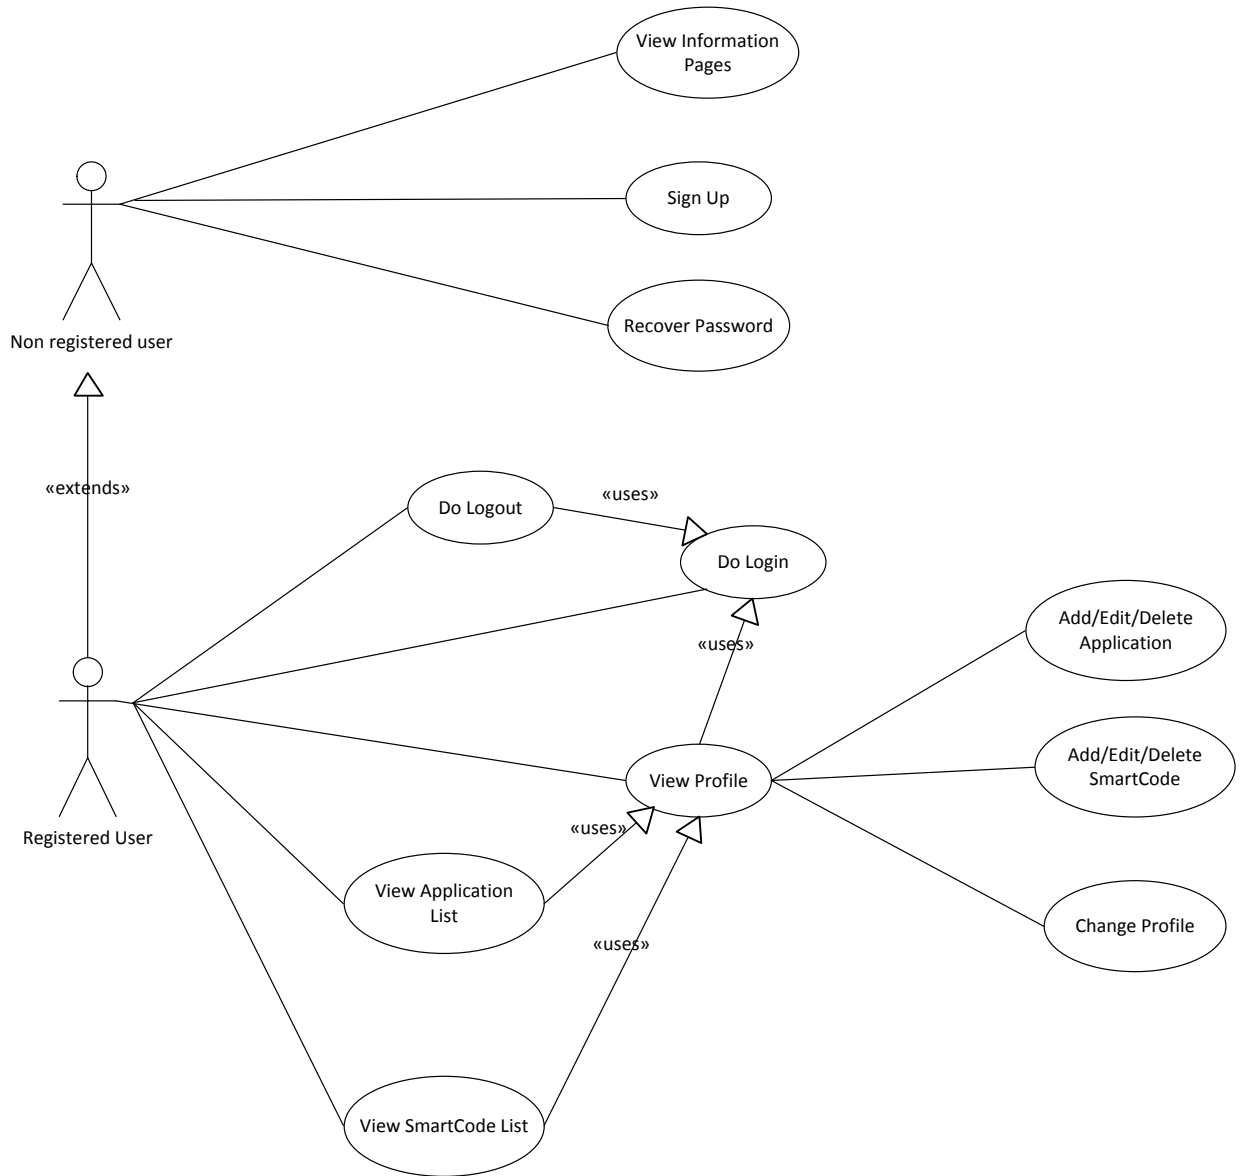 View Information
Pages
Sign Up
Non registered user
Recover Password
«extends»
Do Logout
«uses»
Do Login
Add/Edit/Delete
Application
«uses»
View Profile
Add/Edit/Delete
SmartCode
Registered User
«uses»
View Application
List
Change Profile
«uses»
View SmartCode List